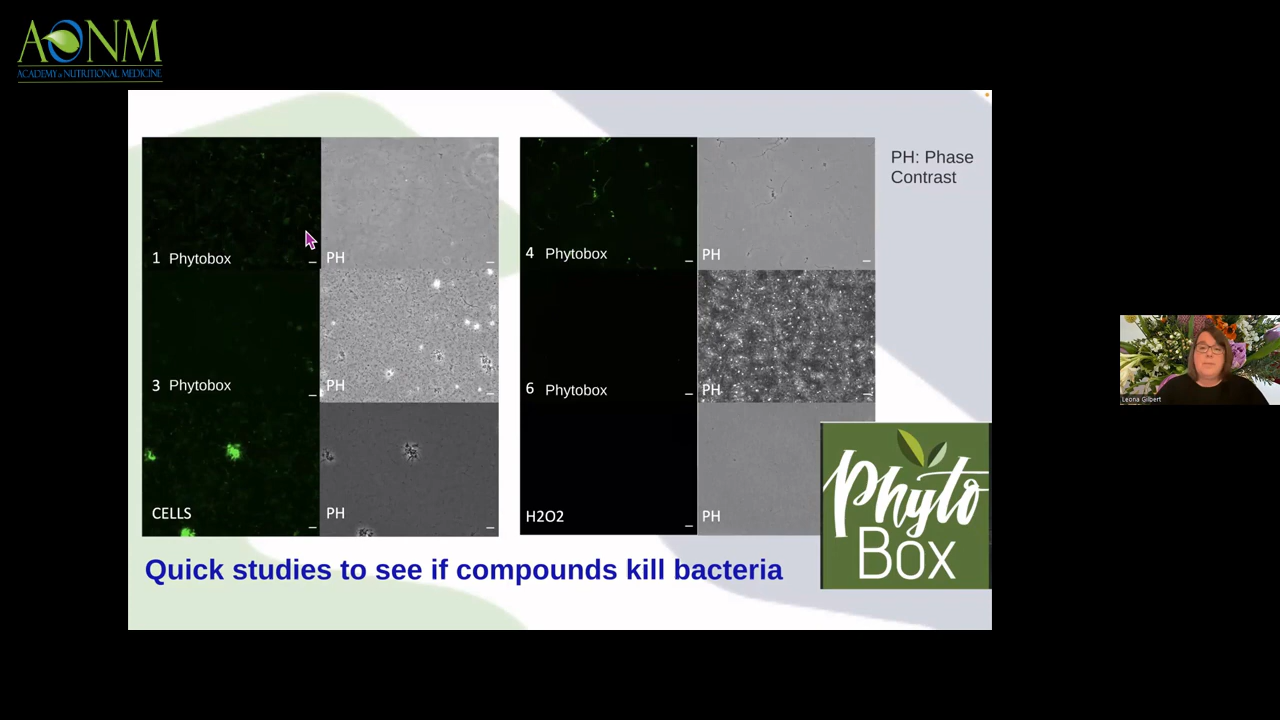 AONM
ACADEMY of NUTRITIONAL MEDICINE
PH: Phase
Contrast
1 Phytobox
PH
4 Phytobox
PH
3 Phytobox
PH
6 Phytobox
PH
CELLS
PH
H2O2
PH
Phyto
Box
Quick studies to see if compounds kill bacteria
Leona Gilbert